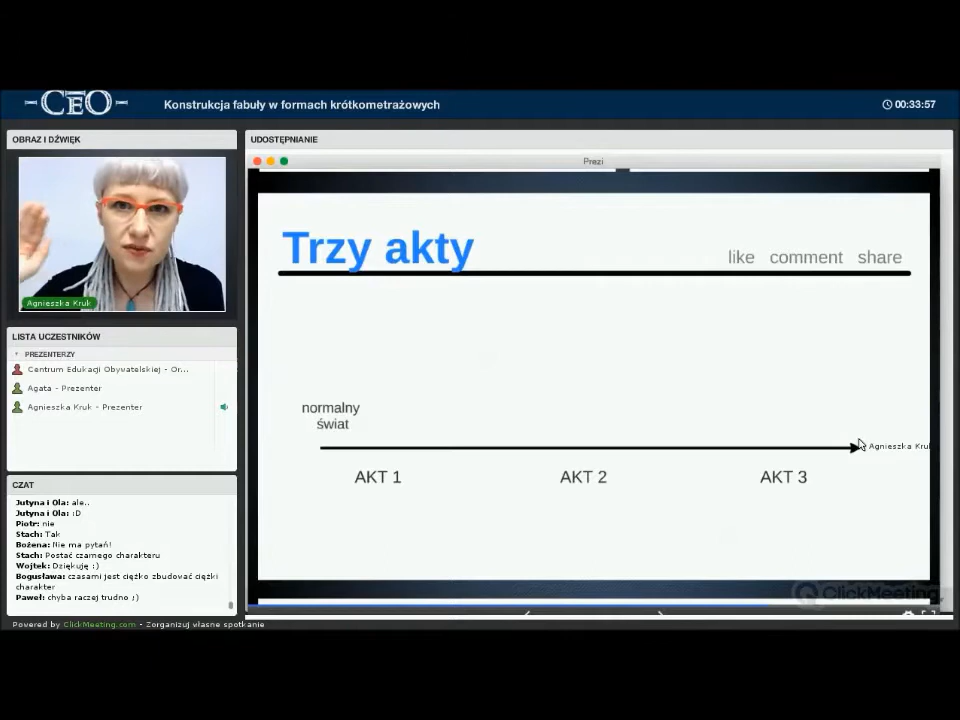 CEO
Konstrukcja fabuły w formach krótkometrażowych
00:33:57
OBRAZ I DŹWIĘK
Agnieszka Kruk
LISTA UCZESTNIKÓW
PREZENTERZY
Centrum Edukacji Obywatelskiej - Or...
Agata - Prezenter
Agnieszka Kruk - Prezenter
CZAT
Jutyna i Ola: ale..
Jutyna i Ola: :D
Piotr: nie
Stach: Tak
Bożena: Nie ma pytań!
Stach: Postać czarnego charakteru
Wojtek: Dziękuję :)
Bogusława: czasami jest ciężko zbudować ciężki
charakter
Paweł: chyba raczej trudno ;)
UDOSTĘPNIANIE
Prezi
Trzy akty
like comment share
normalny
świat
Agnieszka Kruk
AKT 1 AKT 2 AKT 3
ClickMeeting
Powered by ClickMeeting.com - Zorganizuj własne spotkanie